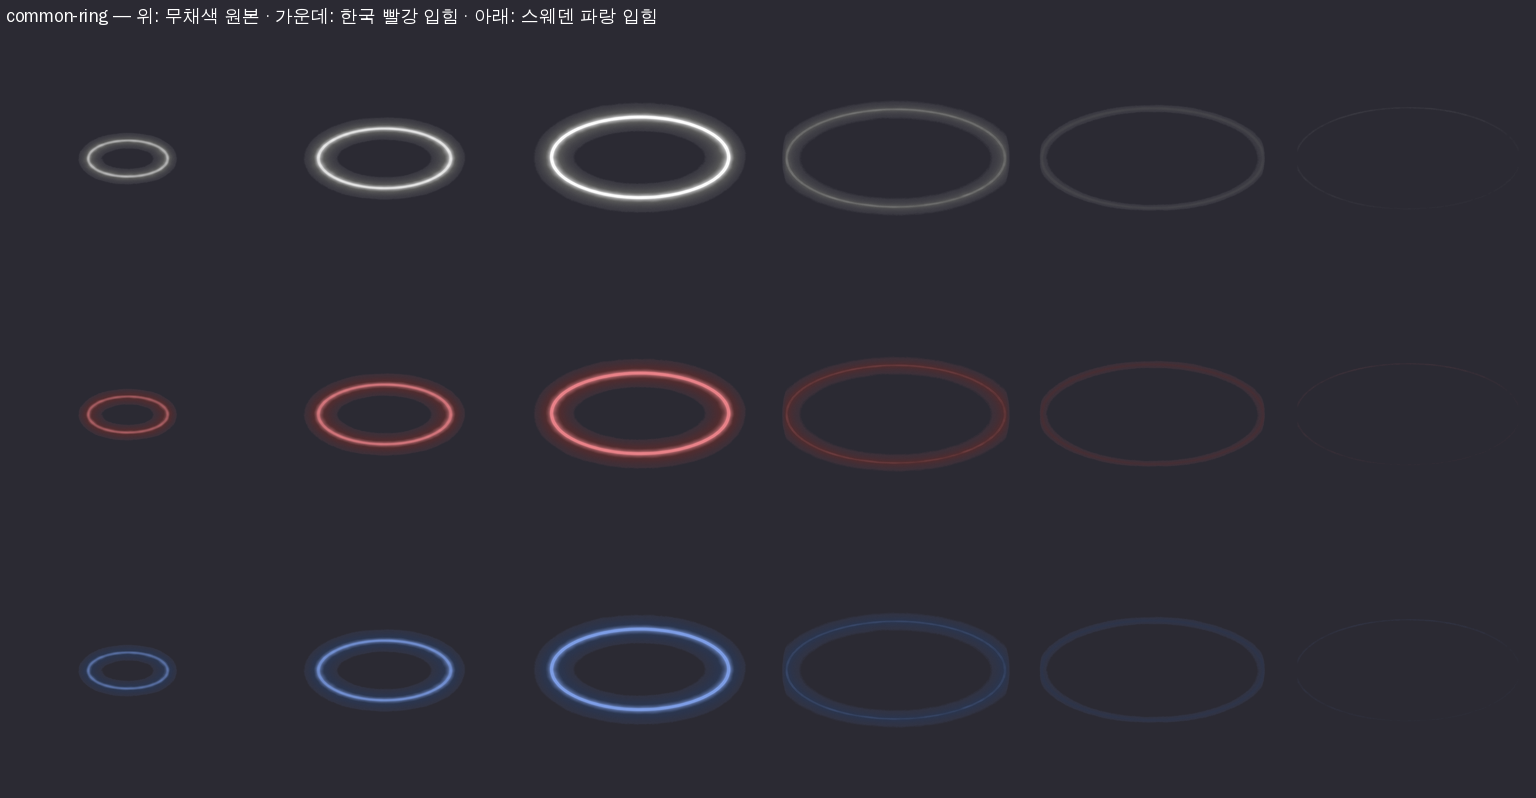 common-ring — 위: 무채색 원본 · 가운데: 한국 빨강 입힘 · 아래: 스웨덴 파랑 입힘